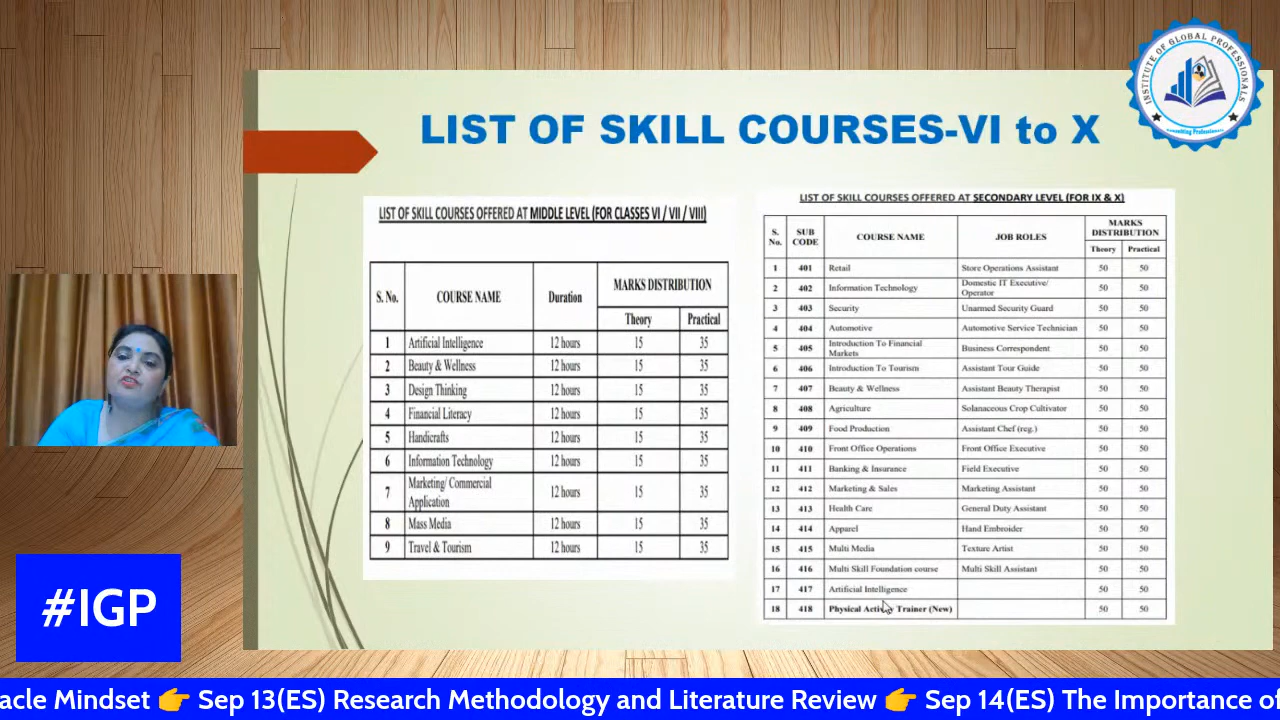 INSTITUTE OF GLOBAL PROFESSIONALS
Consulting Professionals
LIST OF SKILL COURSES-VI to X
LIST OF SKILL COURSES OFFERED AT MIDDLE LEVEL (FOR CLASSES VI / VII / VIII)
S. No. COURSE NAME Duration MARKS DISTRIBUTION
Theory Practical
1 Artificial Intelligence 12 hours 15 35
2 Beauty & Wellness 12 hours 15 35
3 Design Thinking 12 hours 15 35
4 Financial Literacy 12 hours 15 35
5 Handicrafts 12 hours 15 35
6 Information Technology 12 hours 15 35
7 Marketing/ Commercial
Application 12 hours 15 35
8 Mass Media 12 hours 15 35
9 Travel & Tourism 12 hours 15 35
LIST OF SKILL COURSES OFFERED AT SECONDARY LEVEL (FOR IX & X)
S.
No. SUB
CODE COURSE NAME JOB ROLES MARKS
DISTRIBUTION
Theory Practical
1 401 Retail Store Operations Assistant 50 50
2 402 Information Technology Domestic IT Executive/
Operator 50 50
3 403 Security Unarmed Security Guard 50 50
4 404 Automotive Automotive Service Technician 50 50
5 405 Introduction To Financial
Markets Business Correspondent 50 50
6 406 Introduction To Tourism Assistant Tour Guide 50 50
7 407 Beauty & Wellness Assistant Beauty Therapist 50 50
8 408 Agriculture Solanaceous Crop Cultivator 50 50
9 409 Food Production Assistant Chef (reg.) 50 50
10 410 Front Office Operations Front Office Executive 50 50
11 411 Banking & Insurance Field Executive 50 50
12 412 Marketing & Sales Marketing Assistant 50 50
13 413 Health Care General Duty Assistant 50 50
14 414 Apparel Hand Embroider 50 50
15 415 Multi Media Texture Artist 50 50
16 416 Multi Skill Foundation course Multi Skill Assistant 50 50
17 417 Artificial Intelligence 50 50
18 418 Physical Activity Trainer (New) 50 50
#IGP
acle Mindset 👉 Sep 13(ES) Research Methodology and Literature Review 👉 Sep 14(ES) The Importance of